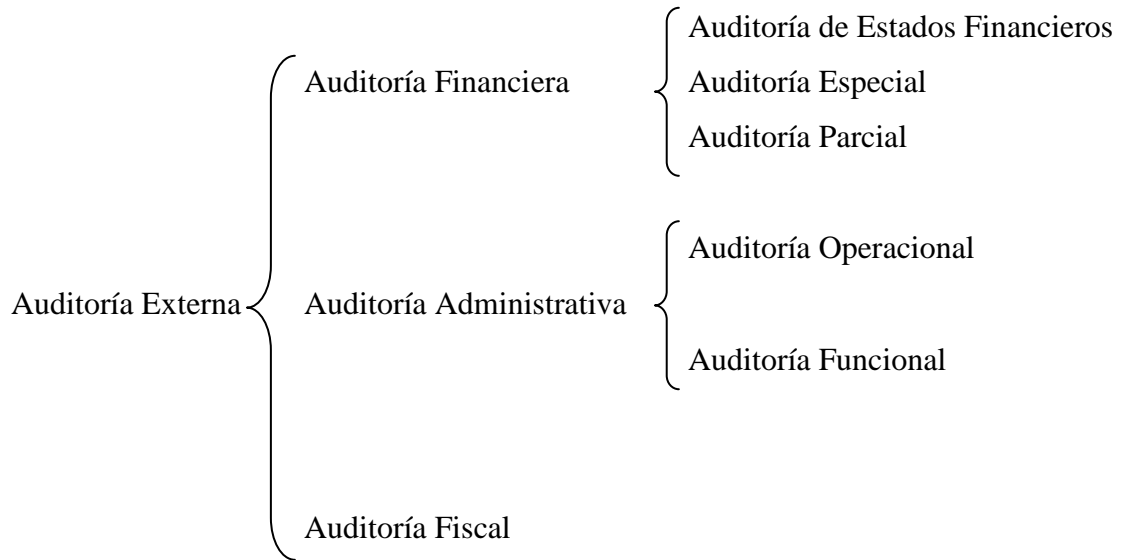 Auditoría Externa
Auditoría Financiera
Auditoría de Estados Financieros
Auditoría Especial
Auditoría Parcial
Auditoría Administrativa
Auditoría Operacional
Auditoría Funcional
Auditoría Fiscal